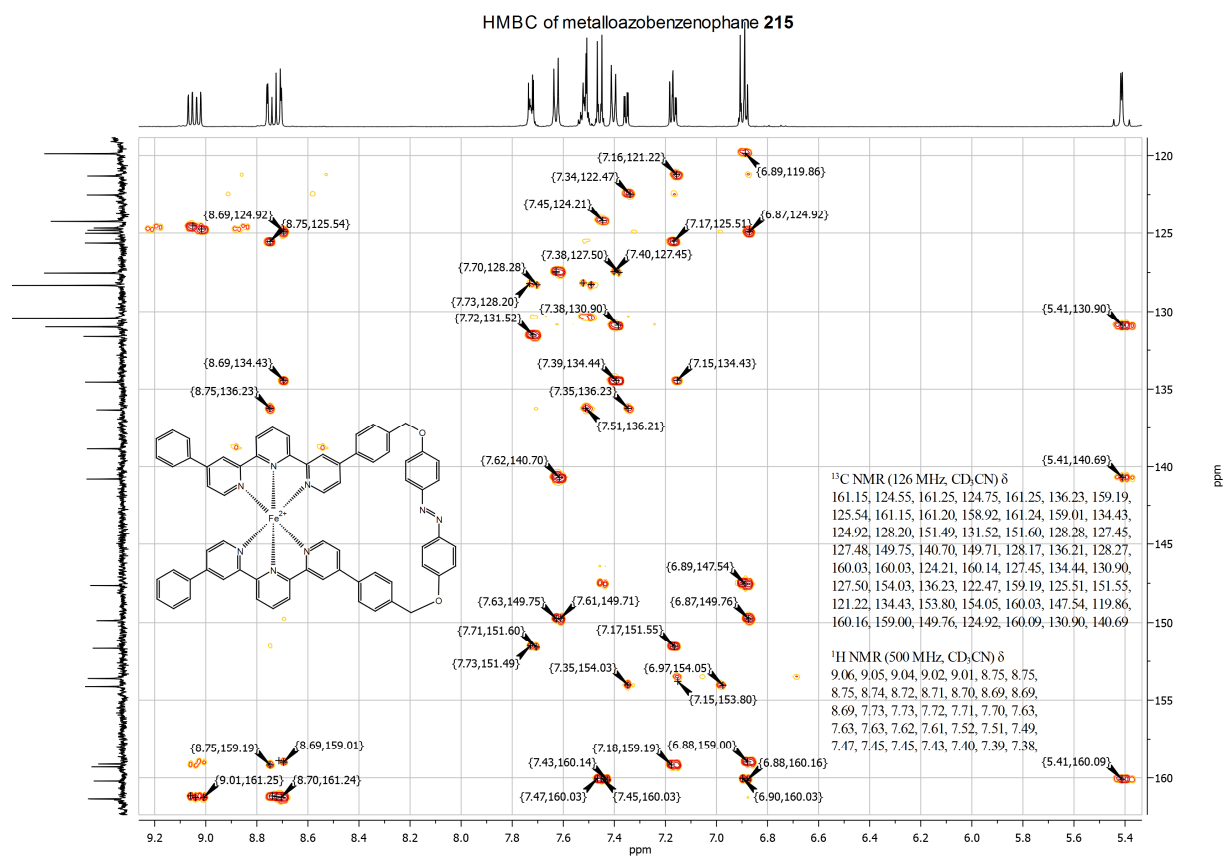 HMBC of metalloazobenzenophane 215
{7.16,121.22}
{6.89,119.86}
{7.34,122.47}
{7.45,124.21}
{8.69,124.92}
{8.75,125.54}
{6.87,124.92}
{7.17,125.51}
{7.38,127.50}
{7.40,127.45}
{7.70,128.28}
{7.73,128.20}
{7.38,130.90}
{5.41,130.90}
{7.72,131.52}
{8.69,134.43}
{7.39,134.44}
{7.15,134.43}
{8.75,136.23}
{7.35,136.23}
{7.51,136.21}
{7.62,140.70}
{5.41,140.69}
{6.89,147.54}
{7.63,149.75}
{7.61,149.71}
{6.87,149.76}
{7.71,151.60}
{7.17,151.55}
{7.73,151.49}
{7.35,154.03}
{6.97,154.05}
{7.15,153.80}
{8.75,159.19}
{8.69,159.01}
{7.18,159.19}
{6.88,159.00}
{7.43,160.14}
{6.88,160.16}
{5.41,160.09}
{9.01,161.25}
{8.70,161.24}
{7.47,160.03}
{7.45,160.03}
{6.90,160.03}
O
N
N
N
Fe2+
N
N
N
N
N
O
¹³C NMR (126 MHz, CD₃CN) δ
161.15, 124.55, 161.25, 124.75, 161.25, 136.23, 159.19,
125.54, 161.15, 161.20, 158.92, 161.24, 159.01, 134.43,
124.92, 128.20, 151.49, 131.52, 151.60, 128.28, 127.45,
127.48, 149.75, 140.70, 149.71, 128.17, 136.21, 128.27,
160.03, 160.03, 124.21, 160.14, 127.45, 134.44, 130.90,
127.50, 154.03, 136.23, 122.47, 159.19, 125.51, 151.55,
121.22, 134.43, 153.80, 154.05, 160.03, 147.54, 119.86,
160.16, 159.00, 149.76, 124.92, 160.09, 130.90, 140.69
¹H NMR (500 MHz, CD₃CN) δ
9.06, 9.05, 9.04, 9.02, 9.01, 8.75, 8.75,
8.75, 8.74, 8.72, 8.71, 8.70, 8.69, 8.69,
8.69, 7.73, 7.73, 7.72, 7.71, 7.70, 7.63,
7.63, 7.63, 7.62, 7.61, 7.52, 7.51, 7.49,
7.47, 7.45, 7.45, 7.43, 7.40, 7.39, 7.38,
120
125
130
135
140
145
150
155
160
ppm
9.2 9.0 8.8 8.6 8.4 8.2 8.0 7.8 7.6 7.4 7.2 7.0 6.8 6.6 6.4 6.2 6.0 5.8 5.6 5.4
ppm